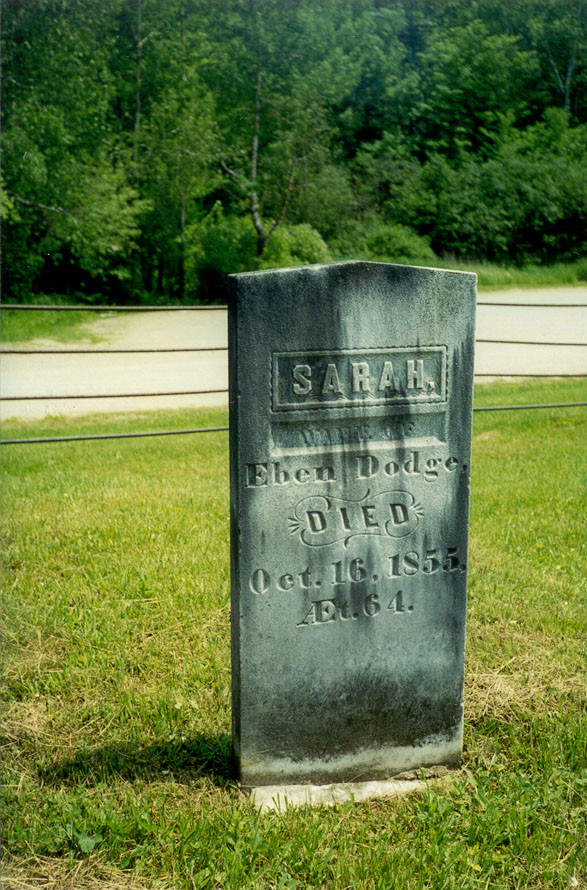 SARAH.
WIFE OF
Eben Dodge,
DIED
Oct. 16, 1855,
Æt. 64.